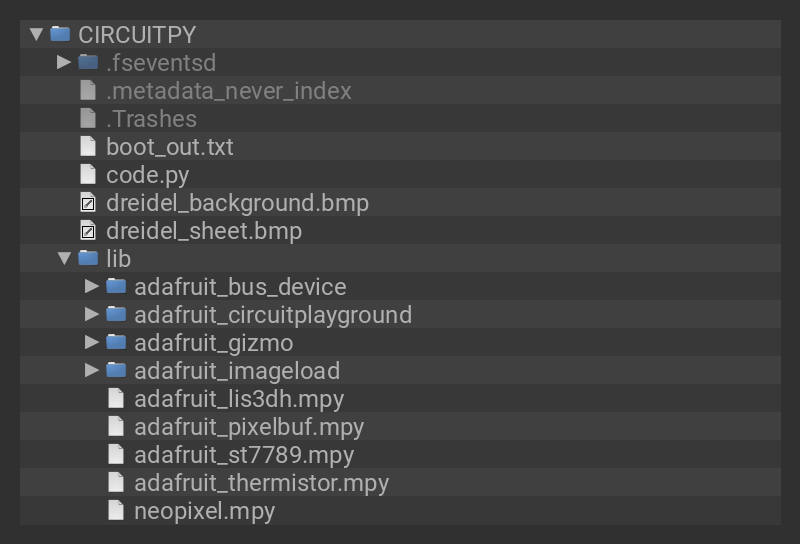 CIRCUITPY
.fseventsd
.metadata_never_index
.Trashes
boot_out.txt
code.py
dreidel_background.bmp
dreidel_sheet.bmp
lib
adafruit_bus_device
adafruit_circuitplayground
adafruit_gizmo
adafruit_imageload
adafruit_lis3dh.mpy
adafruit_pixelbuf.mpy
adafruit_st7789.mpy
adafruit_thermistor.mpy
neopixel.mpy